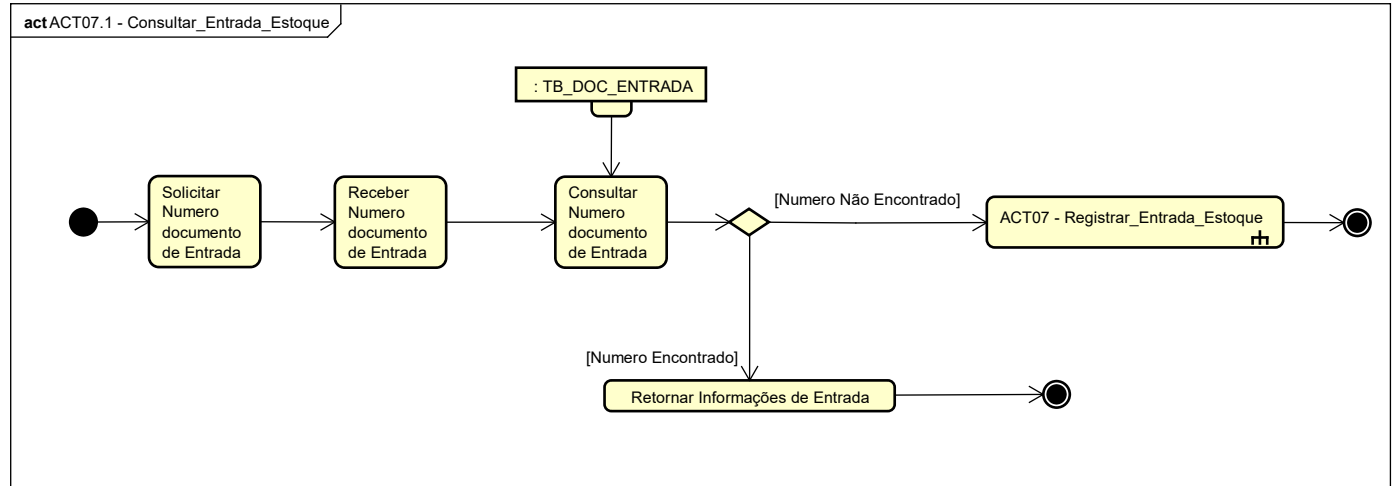 act ACT07.1 - Consultar_Entrada_Estoque
: TB_DOC_ENTRADA
Solicitar
Numero
documento
de Entrada
Receber
Numero
documento
de Entrada
Consultar
Numero
documento
de Entrada
[Numero Não Encontrado]
ACT07 - Registrar_Entrada_Estoque
[Numero Encontrado]
Retornar Informações de Entrada